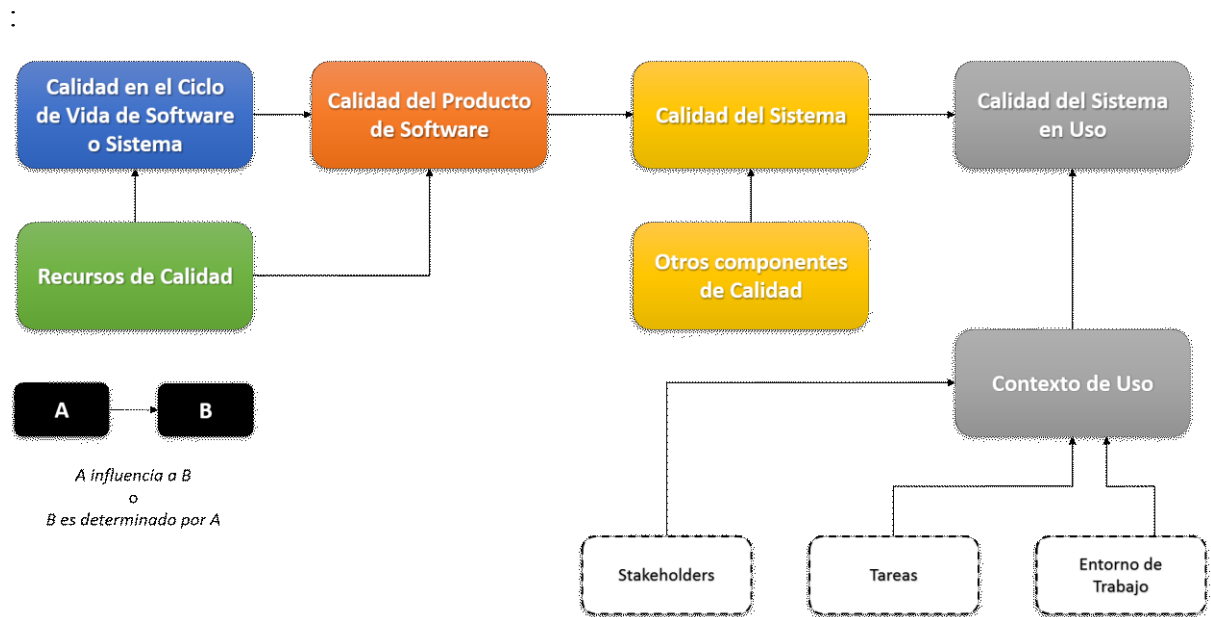 :
Calidad en el Ciclo
de Vida de Software
o Sistema
Calidad del Producto
de Software
Calidad del Sistema
Calidad del Sistema
en Uso
Recursos de Calidad
Otros componentes
de Calidad
Contexto de Uso
A
B
A influencia a B
o
B es determinado por A
Stakeholders
Tareas
Entorno de
Trabajo